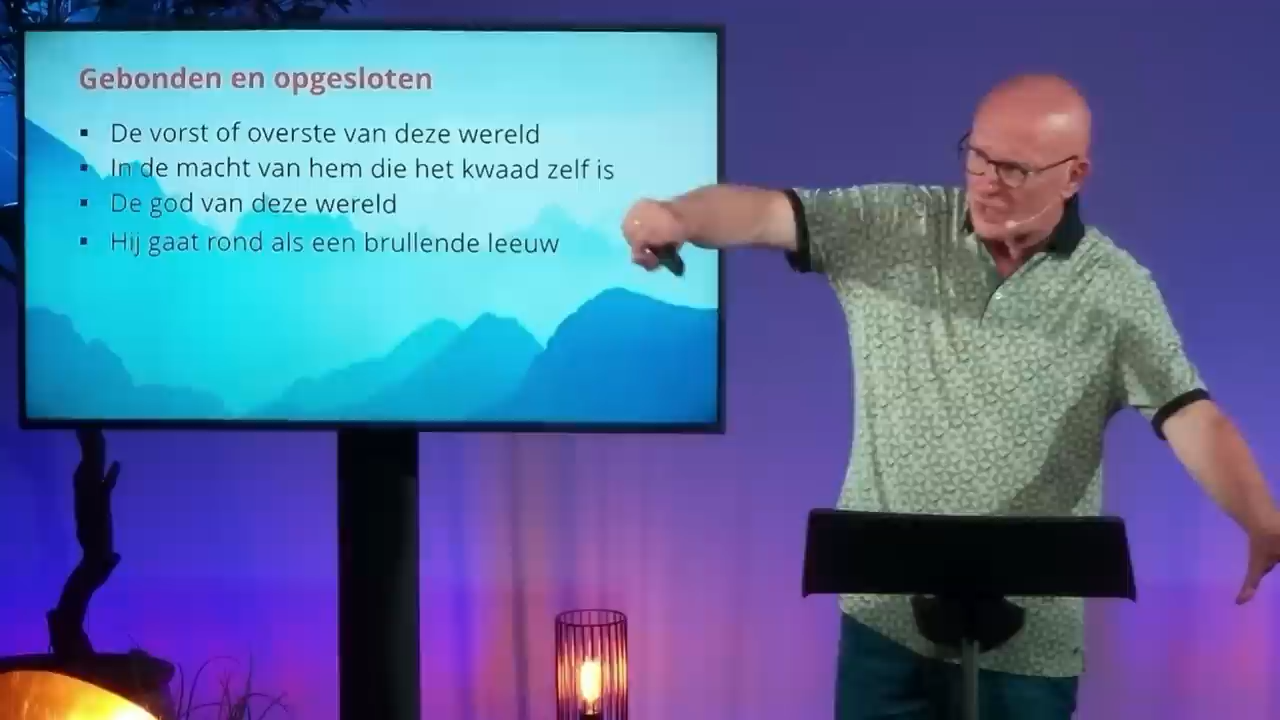 Gebonden en opgesloten
▪ De vorst of overste van deze wereld
▪ In de macht van hem die het kwaad zelf is
▪ De god van deze wereld
▪ Hij gaat rond als een brullende leeuw